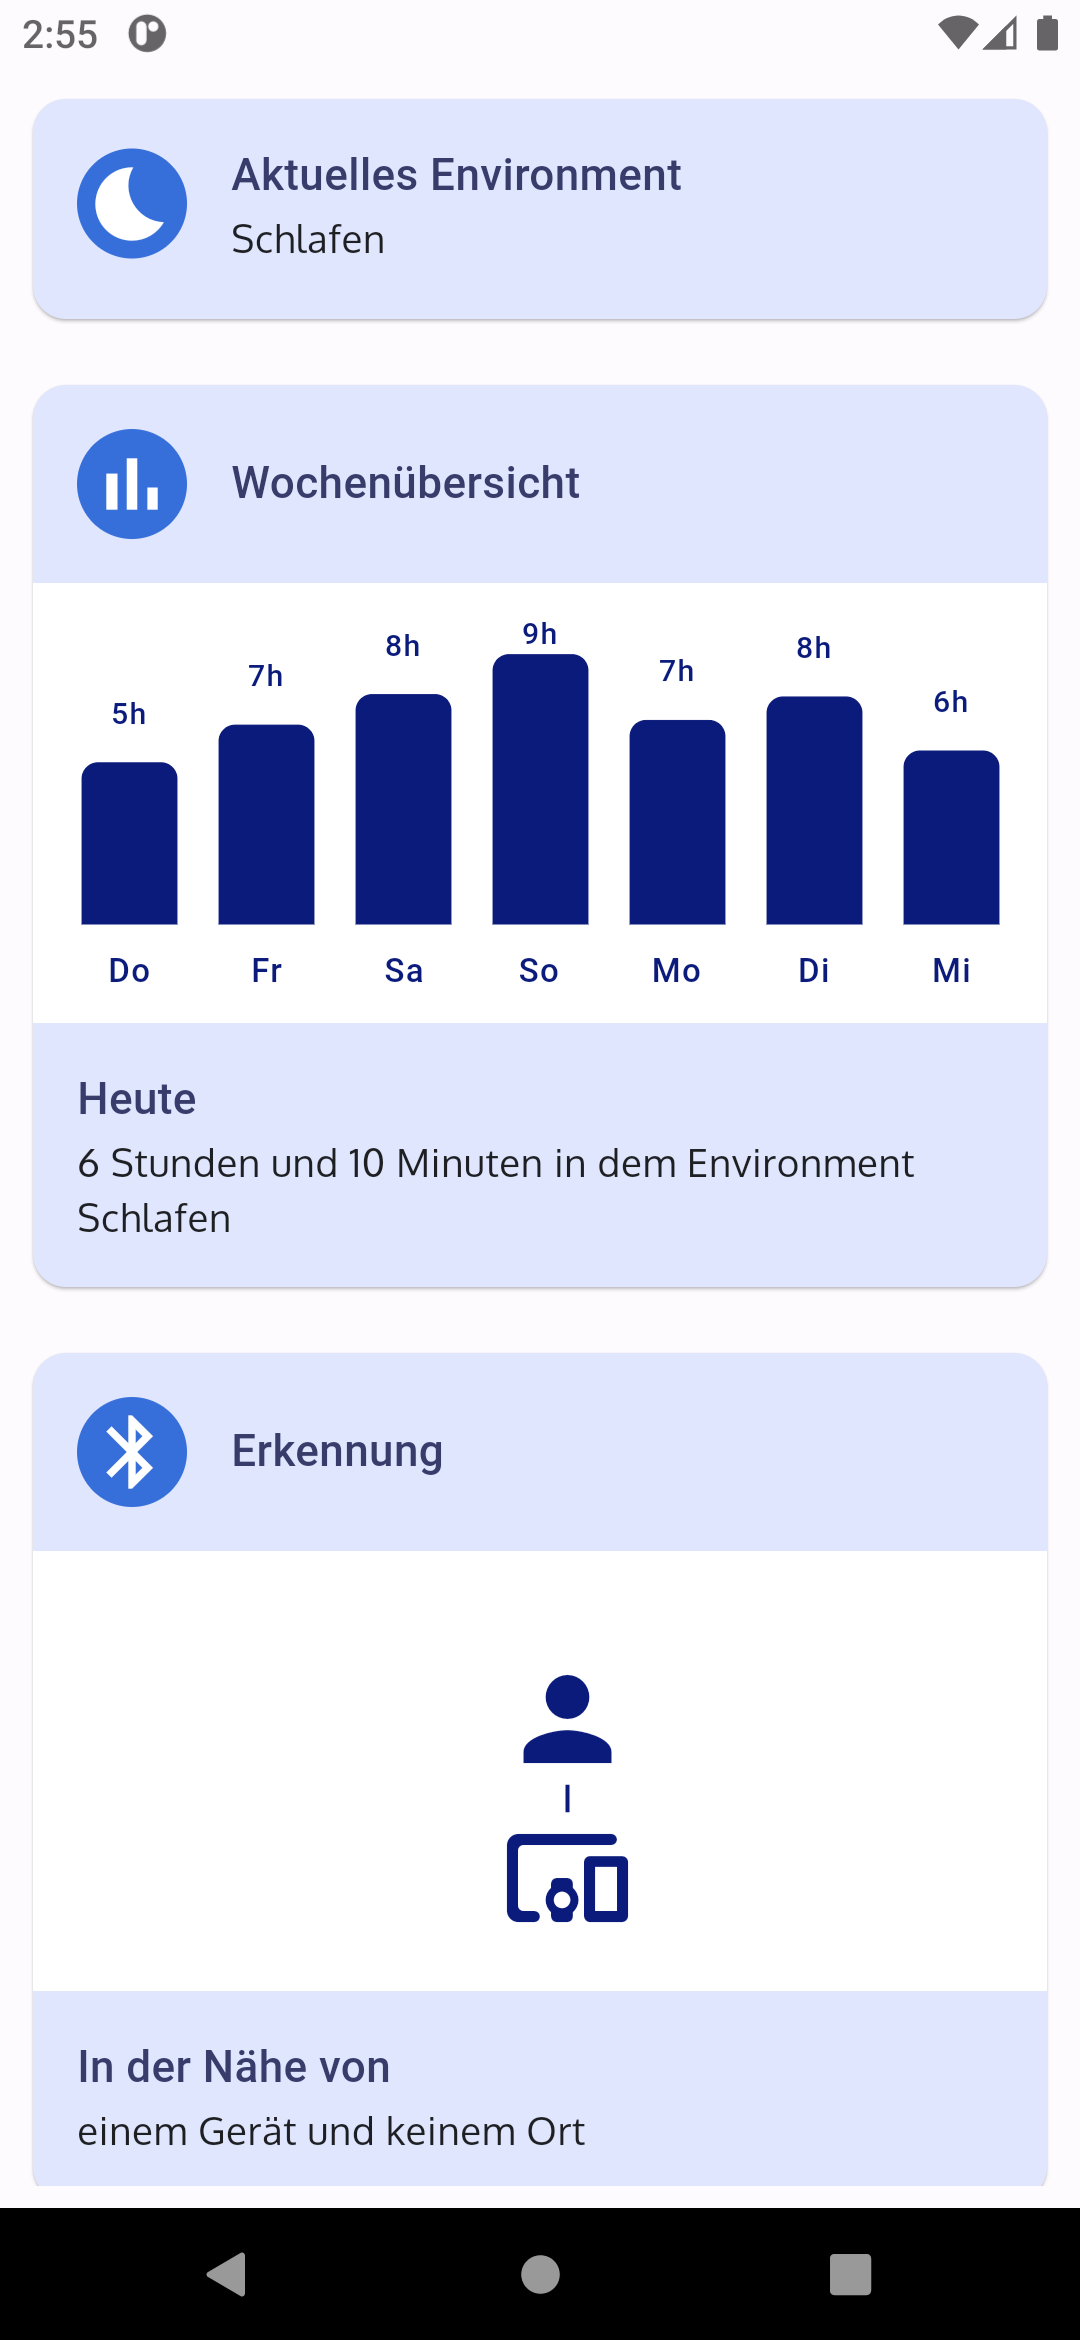 2:55
Aktuelles Environment
Schlafen
Wochenübersicht
5h 7h 8h 9h 7h 8h 6h
Do Fr Sa So Mo Di Mi
Heute
6 Stunden und 10 Minuten in dem Environment
Schlafen
Erkennung
In der Nähe von
einem Gerät und keinem Ort